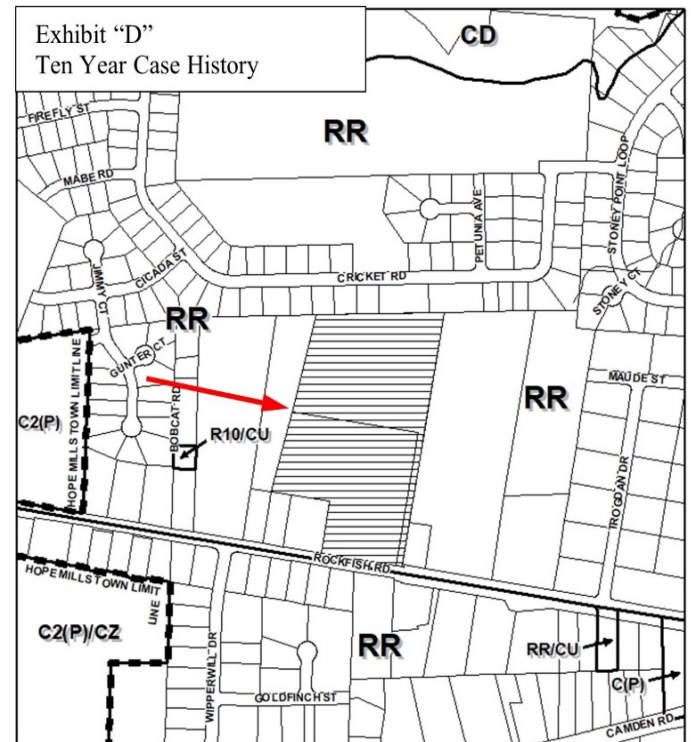 Exhibit “D”
Ten Year Case History
CD
RR
FIREFLY ST
MABE RD
STONEY POINT LOOP
PETUNIA AVE
JIMMY CT
CICADA ST
CRICKET RD
STONEY CT
RR
GUNTER CT
HOPE MILLS TOWN LIMIT LINE
MAUDE ST
RR
C2(P)
BOBCAT RD
R10/CU
TROGDAN DR
ROCKFISH RD
HOPE MILLS TOWN LIMIT
LINE
C2(P)/CZ
WIPPERWILL DR
RR
RR/CU
GOLDFINCH ST
C(P)
CAMDEN RD